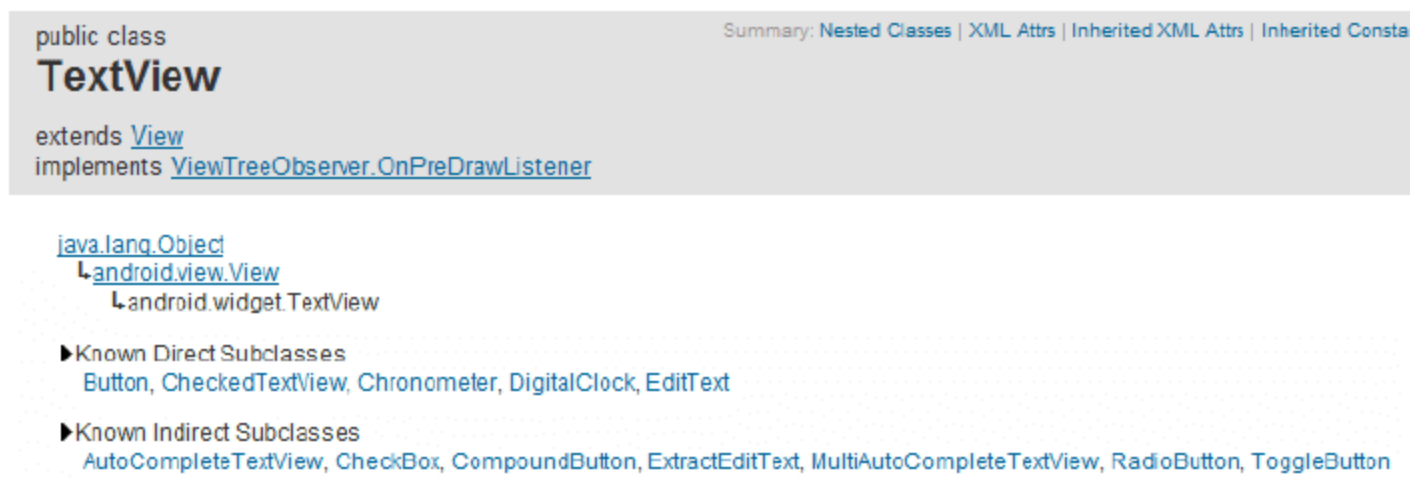 public class
Summary: Nested Classes | XML Attrs | Inherited XML Attrs | Inherited Consta
TextView
extends View
implements ViewTreeObserver.OnPreDrawListener
java.lang.Object
↳android.view.View
↳android.widget.TextView
▶Known Direct Subclasses
Button, CheckedTextView, Chronometer, DigitalClock, EditText
▶Known Indirect Subclasses
AutoCompleteTextView, CheckBox, CompoundButton, ExtractEditText, MultiAutoCompleteTextView, RadioButton, ToggleButton